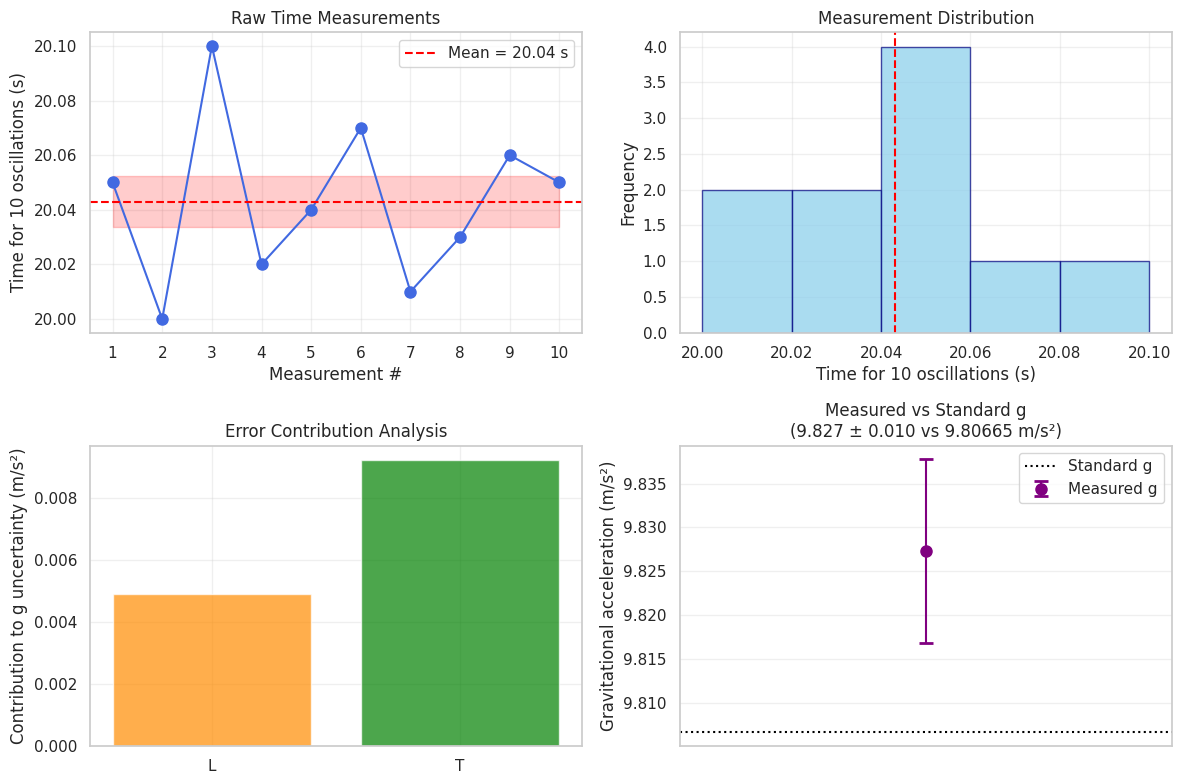 Raw Time Measurements
Time for 10 oscillations (s)
20.10
20.08
20.06
20.04
20.02
20.00
Mean = 20.04 s
1 2 3 4 5 6 7 8 9 10
Measurement #
Measurement Distribution
Frequency
4.0
3.5
3.0
2.5
2.0
1.5
1.0
0.5
0.0
20.00 20.02 20.04 20.06 20.08 20.10
Time for 10 oscillations (s)
Error Contribution Analysis
Contribution to g uncertainty (m/s²)
0.008
0.006
0.004
0.002
0.000
L T
Measured vs Standard g
(9.827 ± 0.010 vs 9.80665 m/s²)
Gravitational acceleration (m/s²)
9.835
9.830
9.825
9.820
9.815
9.810
Standard g
Measured g